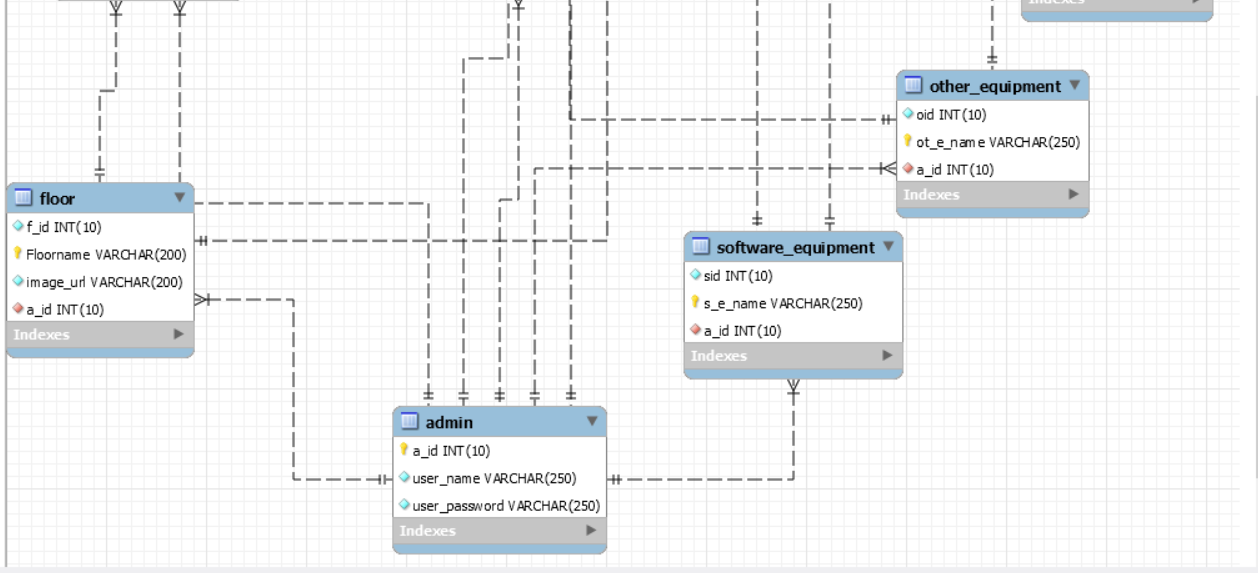 Indexes
other_equipment
oid INT(10)
ot_e_name VARCHAR(250)
a_id INT(10)
Indexes
floor
f_id INT(10)
Floorname VARCHAR(200)
image_url VARCHAR(200)
a_id INT(10)
Indexes
software_equipment
sid INT(10)
s_e_name VARCHAR(250)
a_id INT(10)
Indexes
admin
a_id INT(10)
user_name VARCHAR(250)
user_password VARCHAR(250)
Indexes